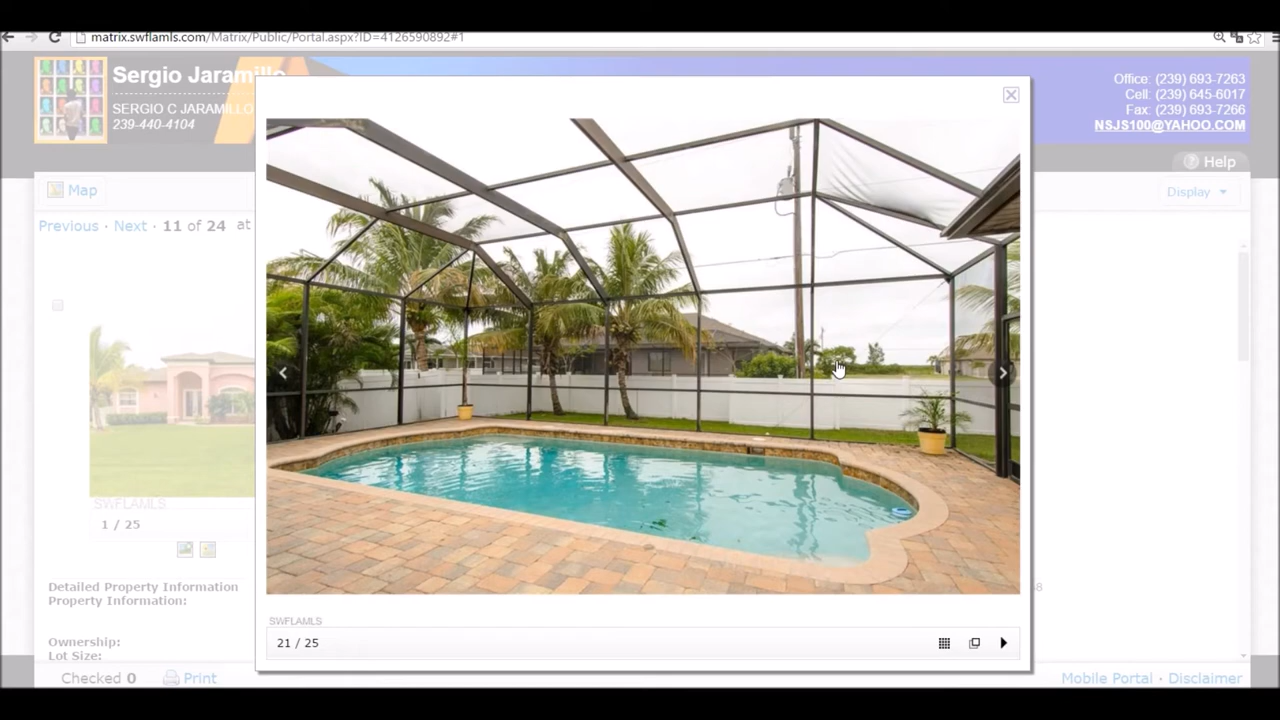 matrix.swflamls.com/Matrix/Public/Portal.aspx?ID=4126590892#1
Sergio Jaramillo
SERGIO C JARAMILLO
239-440-4104
Office: (239) 693-7263
Cell: (239) 645-6017
Fax: (239) 693-7266
NSJS100@YAHOO.COM
Help
Map
Display
Previous · Next · 11 of 24 at
SWFLAMLS
1 / 25
Detailed Property Information
Property Information:
Ownership:
Lot Size:
SWFLAMLS
21 / 25
Checked 0
Print
Mobile Portal · Disclaimer